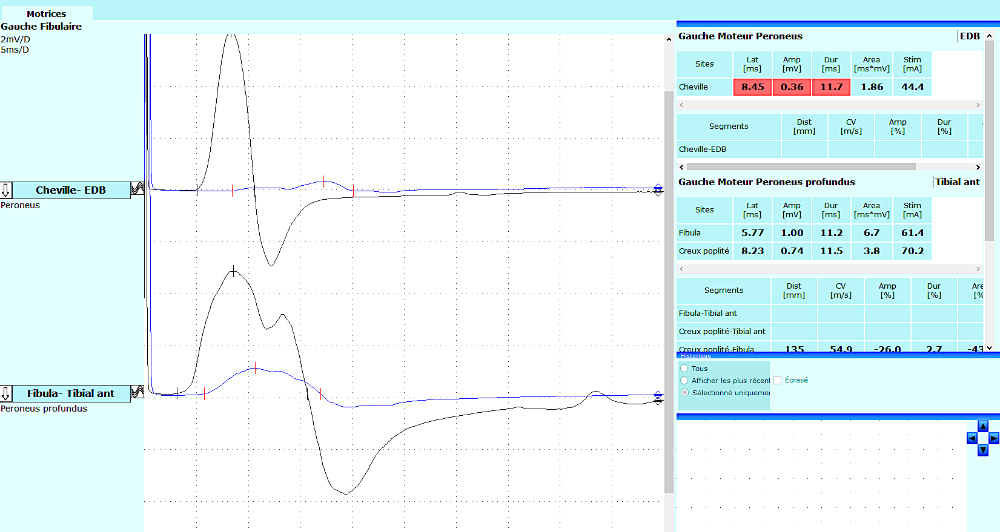 Motrices
Gauche Fibulaire
2mV/D
5ms/D
Cheville- EDB
Peroneus
Fibula- Tibial ant
Peroneus profundus
Gauche Moteur Peroneus EDB
Sites Lat [ms] Amp [mV] Dur [ms] Area [ms*mV] Stim [mA]
Cheville 8.45 0.36 11.7 1.86 44.4
Segments Dist [mm] CV [m/s] Amp [%] Dur [%]
Cheville-EDB
Gauche Moteur Peroneus profundus Tibial ant
Sites Lat [ms] Amp [mV] Dur [ms] Area [ms*mV] Stim [mA]
Fibula 5.77 1.00 11.2 6.7 61.4
Creux poplité 8.23 0.74 11.5 3.8 70.2
Segments Dist [mm] CV [m/s] Amp [%] Dur [%] Are [%
Fibula-Tibial ant
Creux poplité-Tibial ant
Creux poplité-Fibula 135 54.9 -26.0 2.7 -43
Historique
Tous
Afficher les plus récent Écrasé
Sélectionné uniquemen